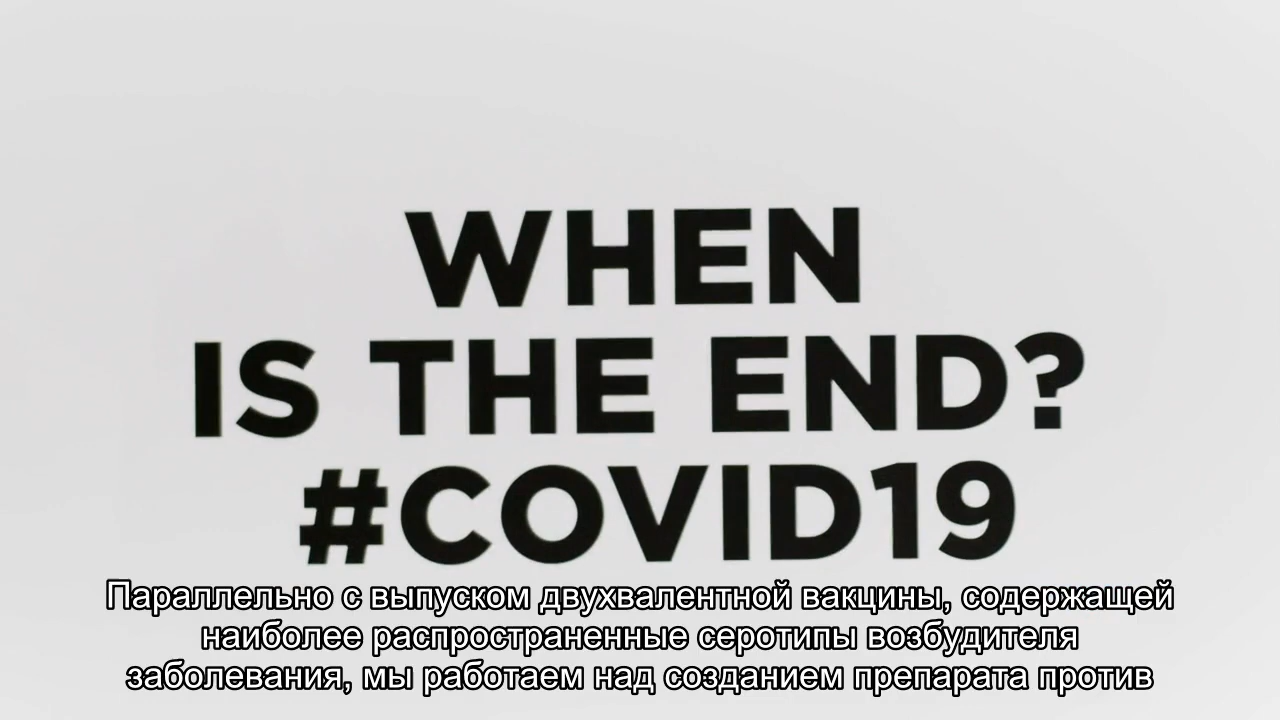 WHEN
IS THE END?
#COVID19
Параллельно с выпуском двухвалентной вакцины, содержащей
наиболее распространенные серотипы возбудителя
заболевания, мы работаем над созданием препарата против